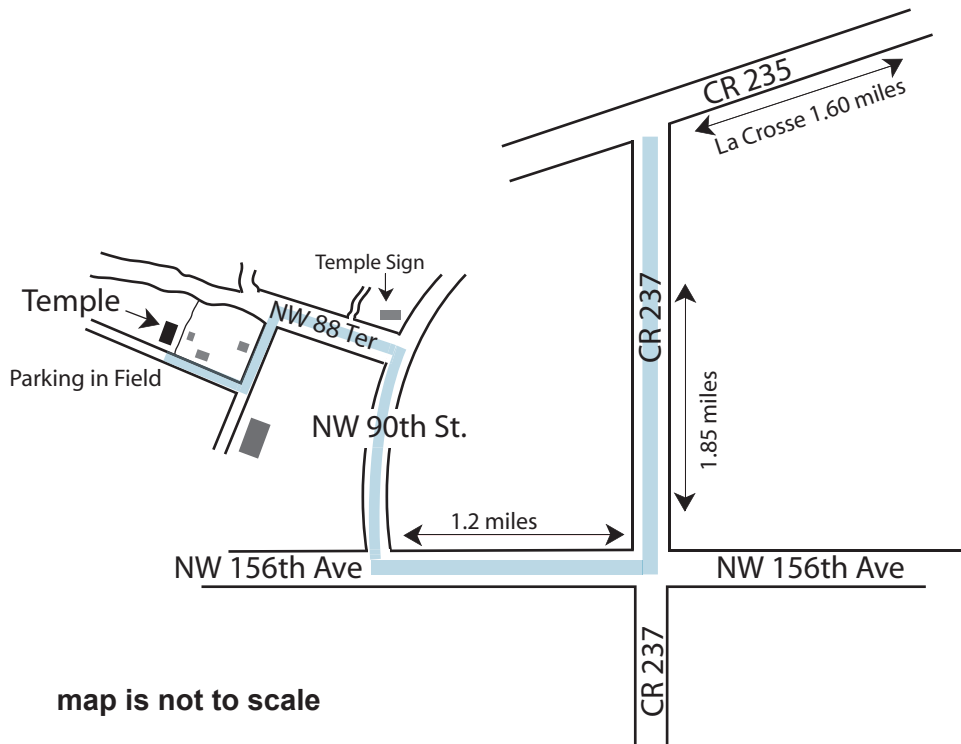 CR 235
La Crosse 1.60 miles
Temple Sign
Temple
NW 88 Ter
CR 237
Parking in Field
1.85 miles
NW 90th St.
1.2 miles
NW 156th Ave
NW 156th Ave
CR 237
map is not to scale